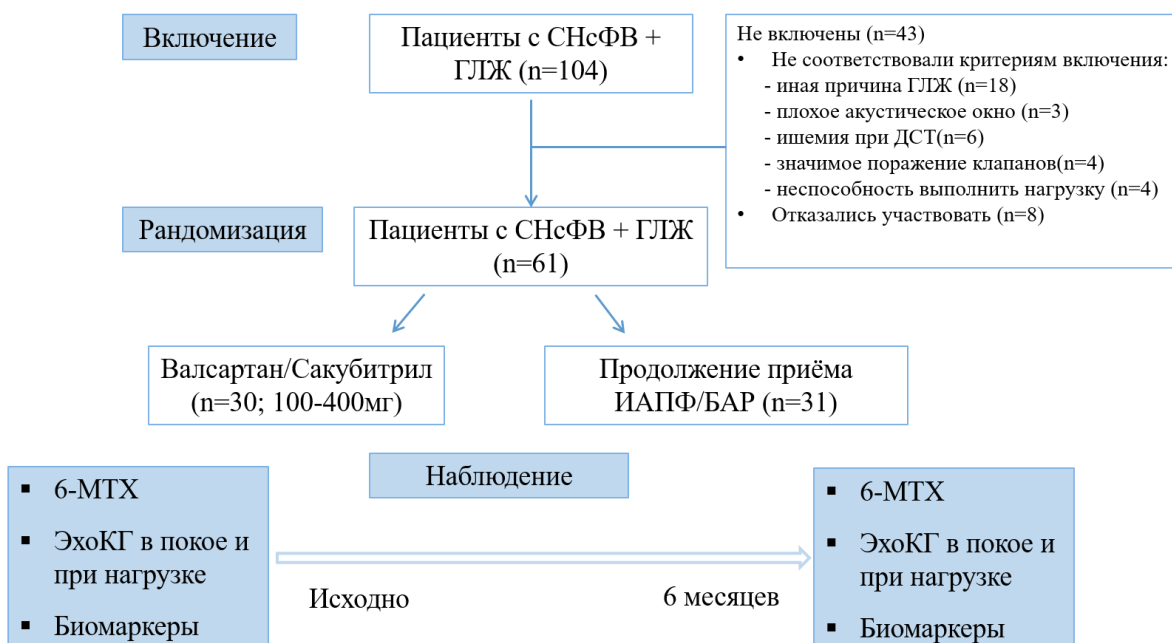 Включение
Пациенты с СНсФВ +
ГЛЖ (n=104)
Не включены (n=43)
• Не соответствовали критериям включения:
- иная причина ГЛЖ (n=18)
- плохое акустическое окно (n=3)
- ишемия при ДСТ(n=6)
- значимое поражение клапанов(n=4)
- неспособность выполнить нагрузку (n=4)
• Отказались участвовать (n=8)
Рандомизация
Пациенты с СНсФВ + ГЛЖ
(n=61)
Валсартан/Сакубитрил
(n=30; 100-400мг)
Продолжение приёма
ИАПФ/БАР (n=31)
Наблюдение
▪ 6-МТХ
▪ ЭхоКГ в покое и
при нагрузке
▪ Биомаркеры
Исходно
6 месяцев
▪ 6-МТХ
▪ ЭхоКГ в покое и
при нагрузке
▪ Биомаркеры